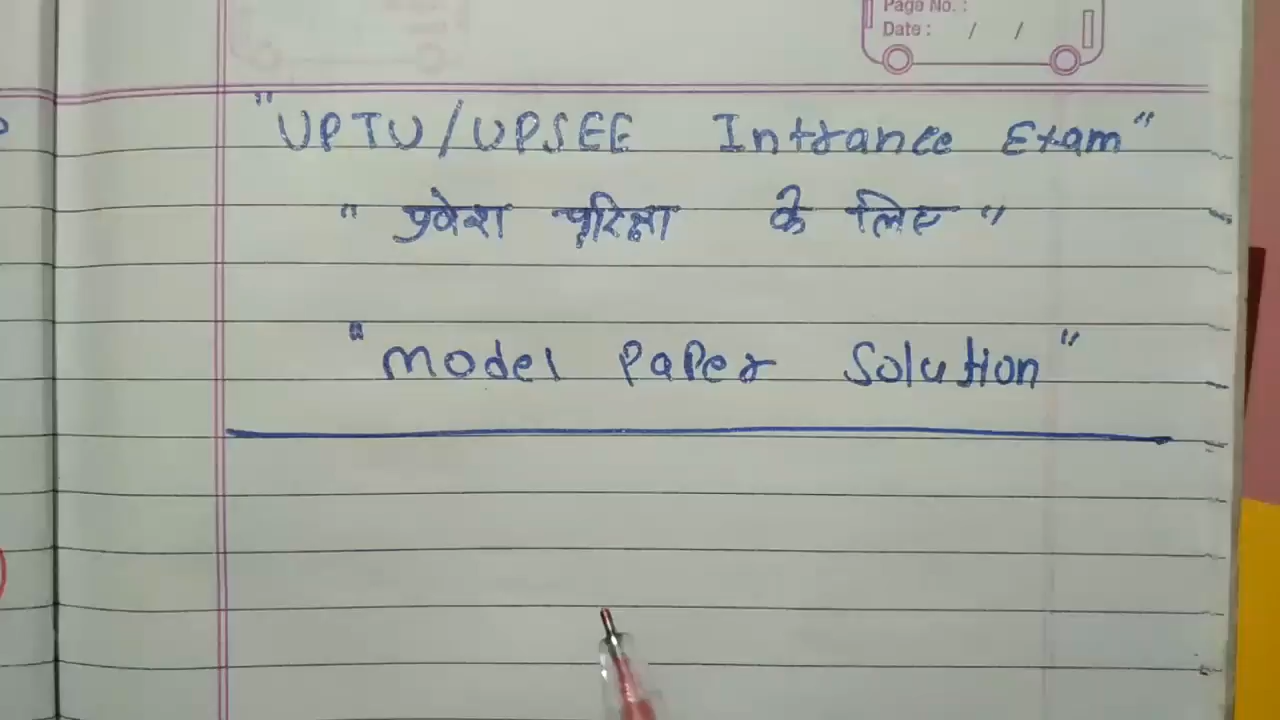 Page No. :
Date : / /
"UPTU/UPSEE Intrance Exam"
"प्रवेश परिक्षा के लिए"
"Model Paper Solution"